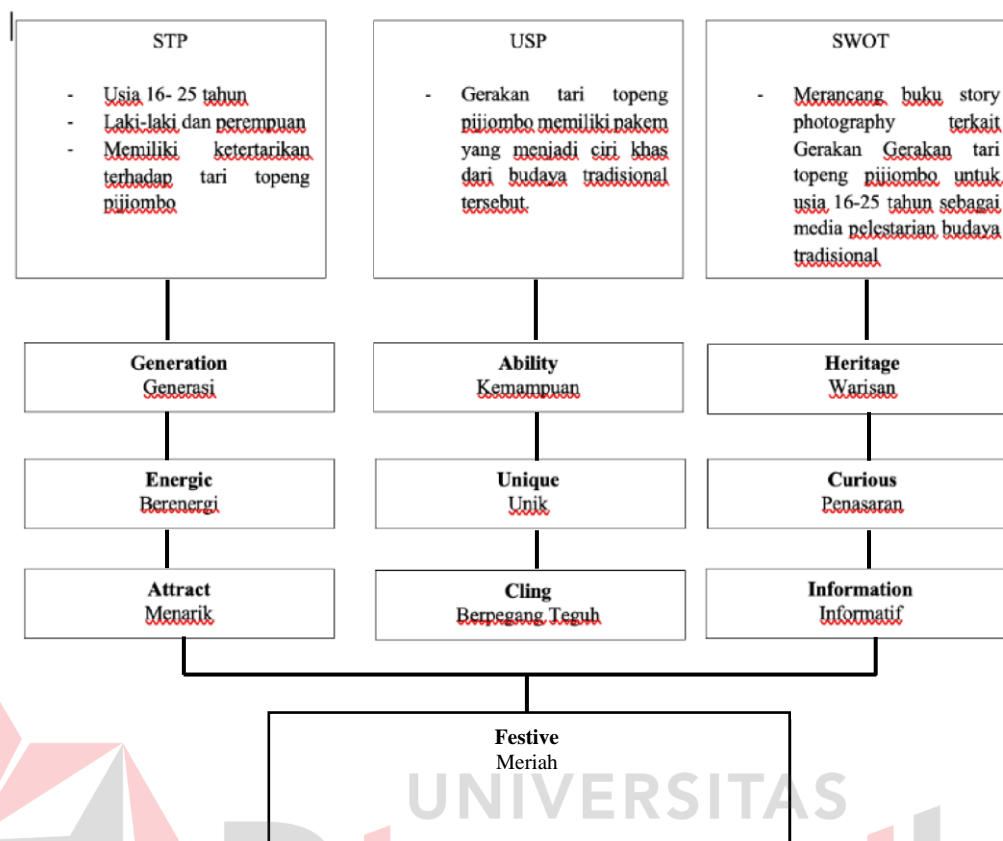 STP
- Usia 16- 25 tahun
- Laki-laki dan perempuan
- Memiliki ketertarikan
terhadap tari topeng
pijiombo
USP
- Gerakan tari topeng
pijiombo memiliki pakem
yang menjadi ciri khas
dari budaya tradisional
tersebut.
SWOT
- Merancang buku story
photography terkait
Gerakan Gerakan tari
topeng pijiombo untuk
usia 16-25 tahun sebagai
media pelestarian budaya
tradisional
Generation
Generasi
Ability
Kemampuan
Heritage
Warisan
Energic
Berenergi
Unique
Unik
Curious
Penasaran
Attract
Menarik
Cling
Berpegang Teguh
Information
Informatif
Festive
Meriah
UNIVERSITAS